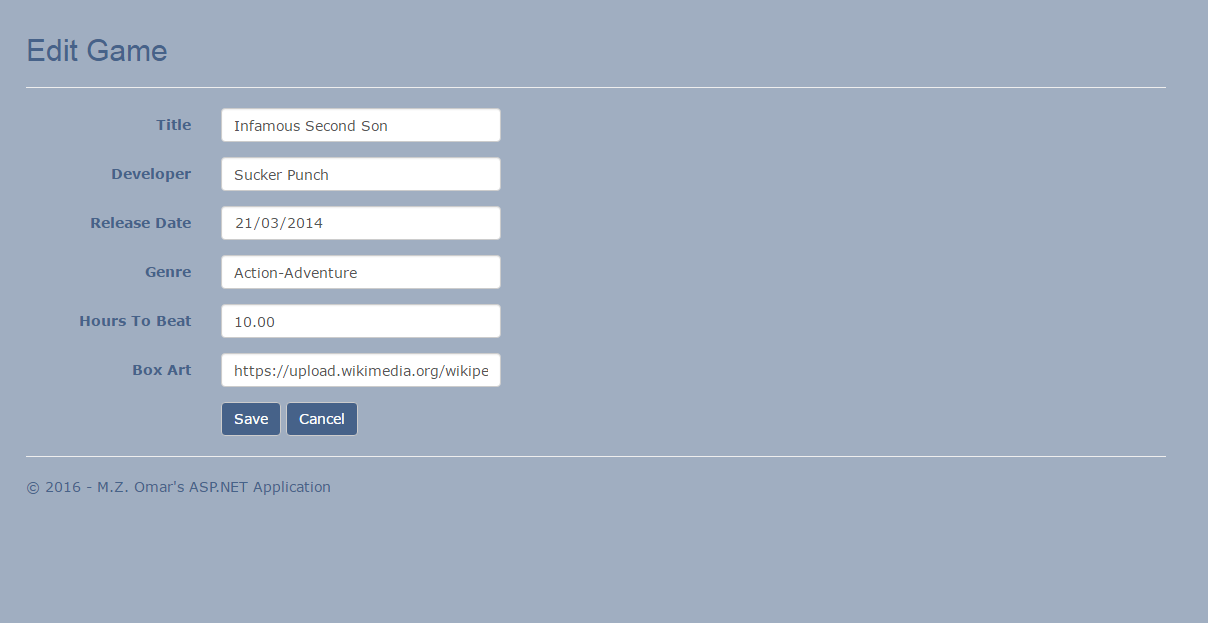 Edit Game
Title Infamous Second Son
Developer Sucker Punch
Release Date 21/03/2014
Genre Action-Adventure
Hours To Beat 10.00
Box Art https://upload.wikimedia.org/wikipe
Save Cancel
© 2016 - M.Z. Omar's ASP.NET Application